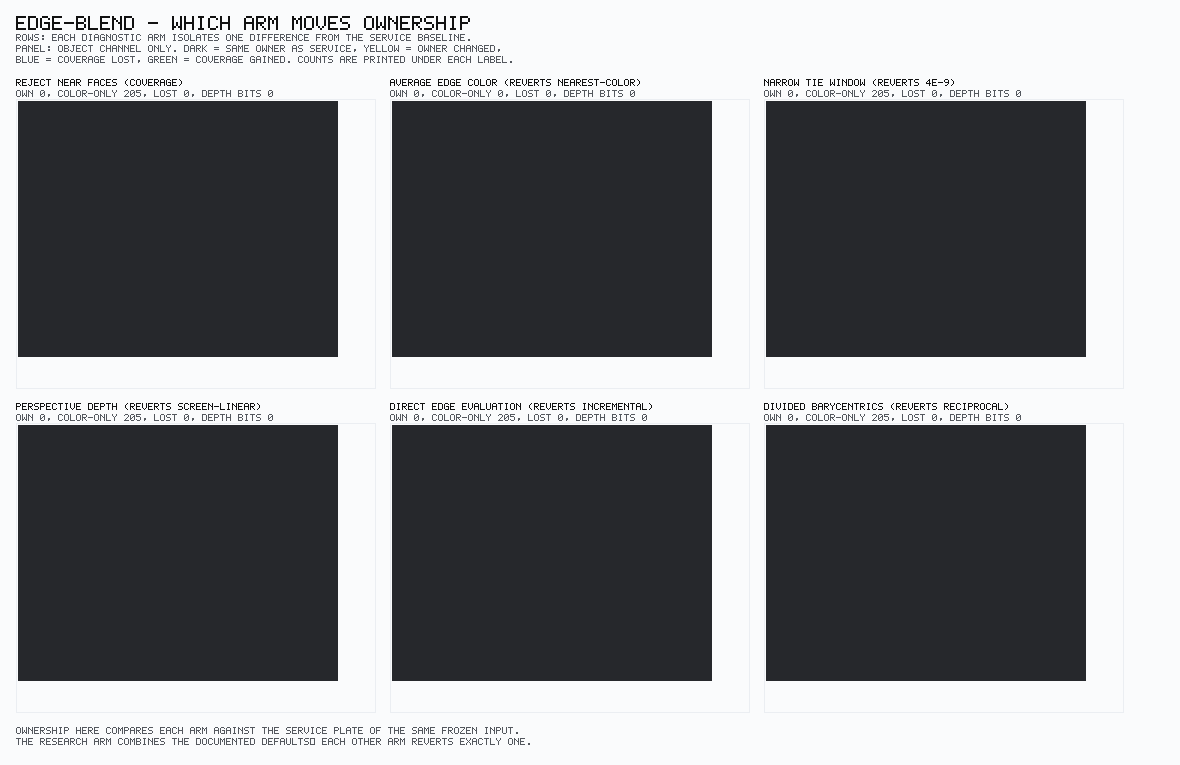 EDGE-BLEND - WHICH ARM MOVES OWNERSHIP
ROWS: EACH DIAGNOSTIC ARM ISOLATES ONE DIFFERENCE FROM THE SERVICE BASELINE.
PANEL: OBJECT CHANNEL ONLY. DARK = SAME OWNER AS SERVICE, YELLOW = OWNER CHANGED,
BLUE = COVERAGE LOST, GREEN = COVERAGE GAINED. COUNTS ARE PRINTED UNDER EACH LABEL.
REJECT NEAR FACES (COVERAGE)
OWN 0, COLOR-ONLY 205, LOST 0, DEPTH BITS 0
AVERAGE EDGE COLOR (REVERTS NEAREST-COLOR)
OWN 0, COLOR-ONLY 0, LOST 0, DEPTH BITS 0
NARROW TIE WINDOW (REVERTS 4E-9)
OWN 0, COLOR-ONLY 205, LOST 0, DEPTH BITS 0
PERSPECTIVE DEPTH (REVERTS SCREEN-LINEAR)
OWN 0, COLOR-ONLY 205, LOST 0, DEPTH BITS 0
DIRECT EDGE EVALUATION (REVERTS INCREMENTAL)
OWN 0, COLOR-ONLY 205, LOST 0, DEPTH BITS 0
DIVIDED BARYCENTRICS (REVERTS RECIPROCAL)
OWN 0, COLOR-ONLY 205, LOST 0, DEPTH BITS 0
OWNERSHIP HERE COMPARES EACH ARM AGAINST THE SERVICE PLATE OF THE SAME FROZEN INPUT.
THE RESEARCH ARM COMBINES THE DOCUMENTED DEFAULTS▯ EACH OTHER ARM REVERTS EXACTLY ONE.